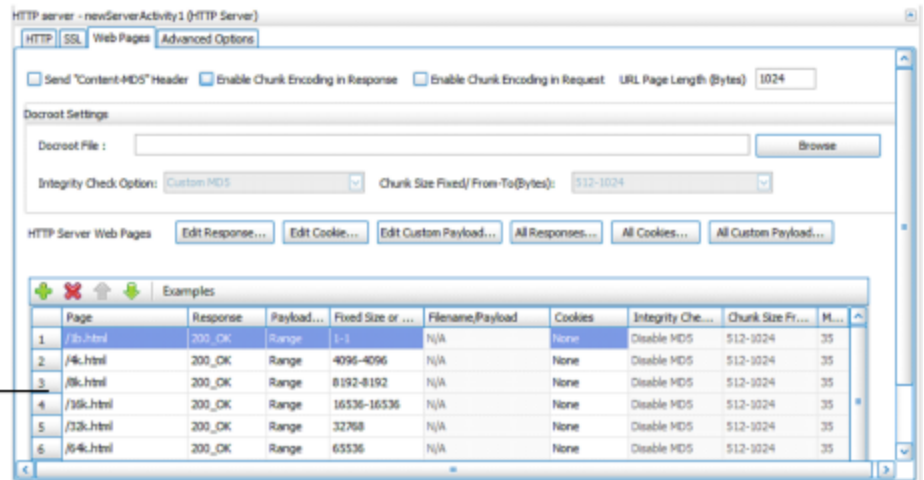 HTTP server - newServerActivity1 (HTTP Server)
HTTP SSL Web Pages Advanced Options
Send "Content-MD5" Header Enable Chunk Encoding in Response Enable Chunk Encoding in Request URL Page Length (Bytes) 1024
Docroot Settings
Docroot File : Browse
Integrity Check Option: Custom MD5 Chunk Size Fixed/ From-To(Bytes): 512-1024
HTTP Server Web Pages Edit Response... Edit Cookie... Edit Custom Payload... All Responses... All Cookies... All Custom Payload...
Examples
Page Response Payload... Fixed Size or ... Filename/Payload Cookies Integrity Che... Chunk Size Fr... M...
1 /1b.html 200_OK Range 1-1 N/A None Disable MD5 512-1024 35
2 /4k.html 200_OK Range 4096-4096 N/A None Disable MD5 512-1024 35
3 /8k.html 200_OK Range 8192-8192 N/A None Disable MD5 512-1024 35
4 /16k.html 200_OK Range 16536-16536 N/A None Disable MD5 512-1024 35
5 /32k.html 200_OK Range 32768 N/A None Disable MD5 512-1024 35
6 /64k.html 200_OK Range 65536 N/A None Disable MD5 512-1024 35